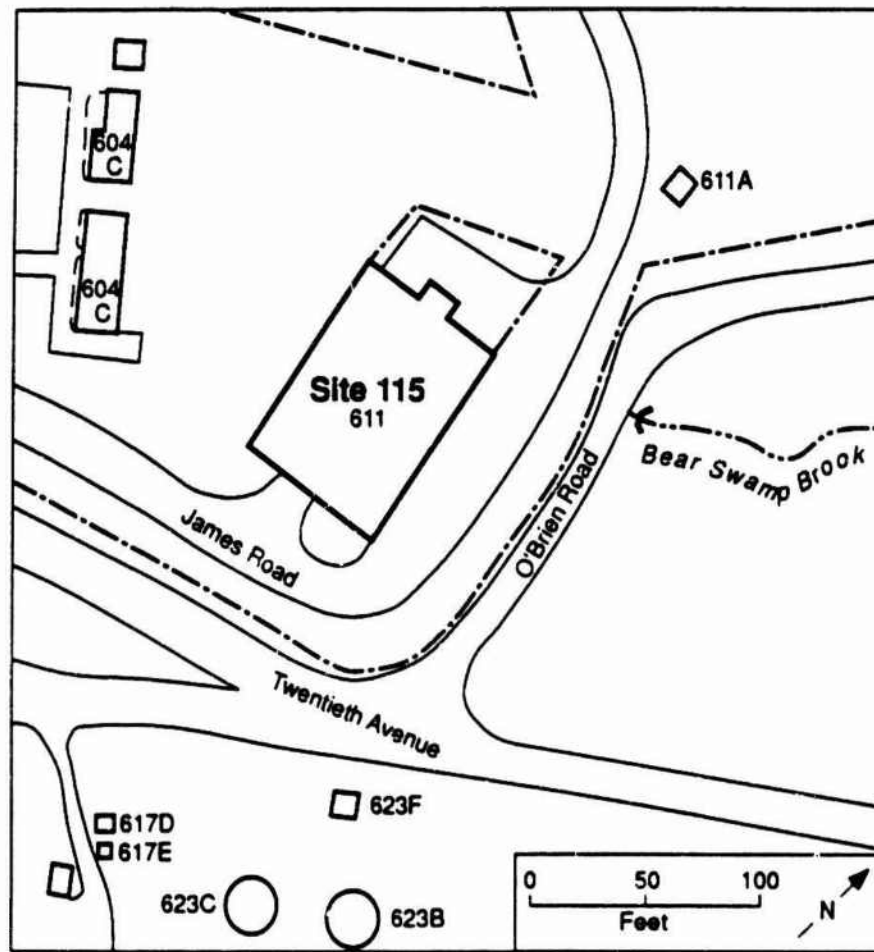 604
C
611A
604
C
Site 115
611
Bear Swamp Brook
O'Brien Road
James Road
Twentieth Avenue
617D
623F
617E
623C
623B
0 50 100
Feet
N